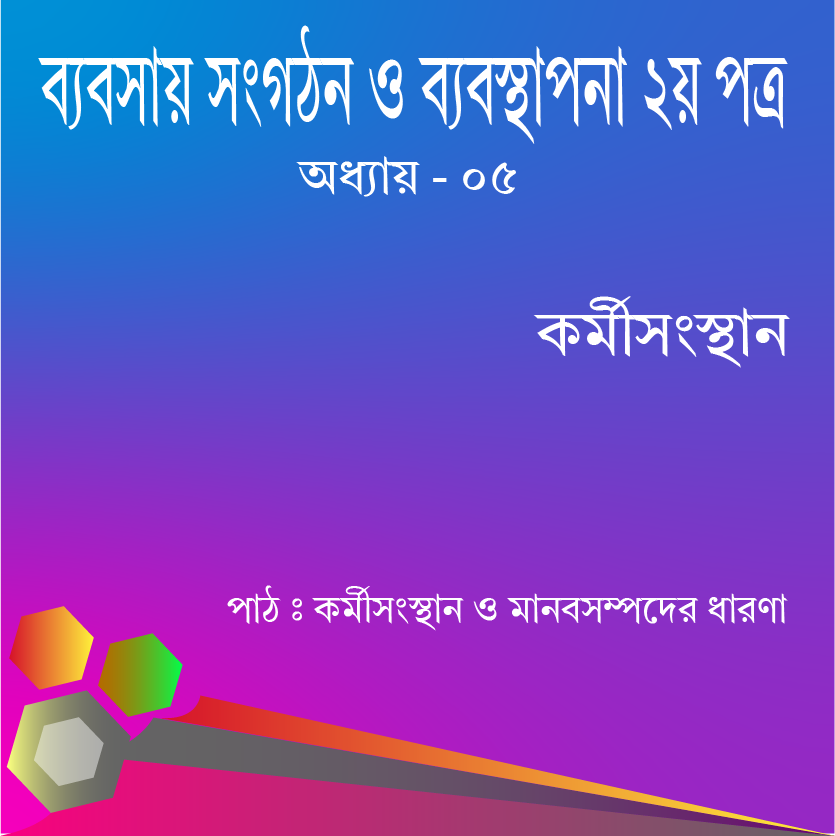 ব্যবসায় সংগঠন ও ব্যবস্থাপনা ২য় পত্র
অধ্যায় - ০৫
কর্মীসংস্থান
পাঠ ঃ কর্মীসংস্থান ও মানবসম্পদের ধারণা